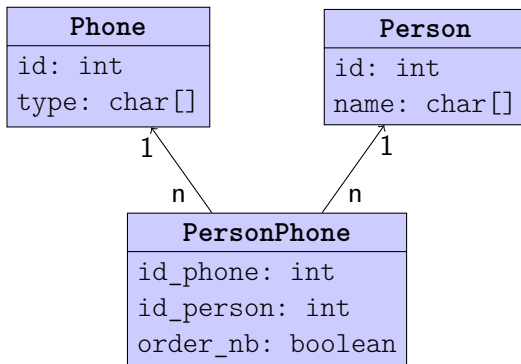 Phone
id: int
type: char[]
Person
id: int
name: char[]
1
1
n
n
PersonPhone
id_phone: int
id_person: int
order_nb: boolean